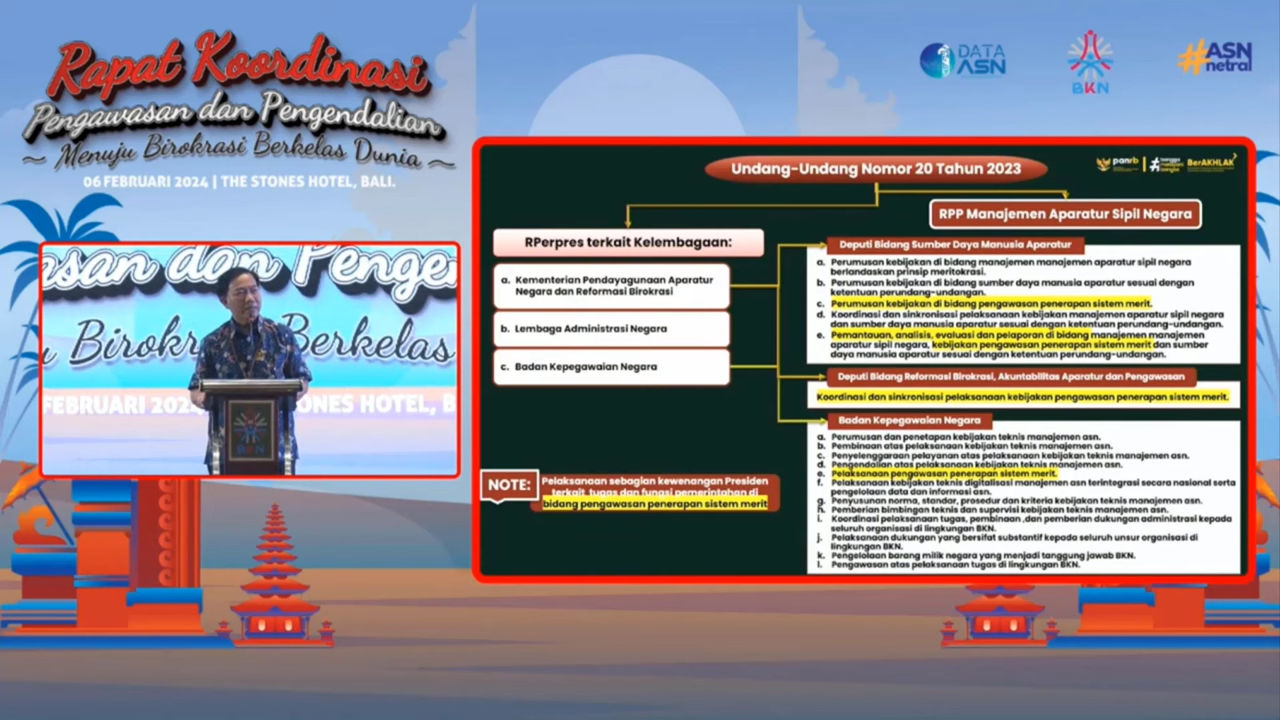 Rapat Koordinasi
Pengawasan dan Pengendalian
~ Menuju Birokrasi Berkelas Dunia ~
06 FEBRUARI 2024 | THE STONES HOTEL, BALI.
DATA
ASN
BKN
#ASN
netral
asan dan Penge
Birokr
Berkelas
FEBRUARI 202
ONES HOTEL, B
BKN
Undang-Undang Nomor 20 Tahun 2023
panrb
bangga
melayani
bangsa
BerAKHLAK
RPP Manajemen Aparatur Sipil Negara
RPerpres terkait Kelembagaan:
a. Kementerian Pendayagunaan Aparatur
Negara dan Reformasi Birokrasi
b. Lembaga Administrasi Negara
c. Badan Kepegawaian Negara
NOTE:
Pelaksanaan sebagian kewenangan Presiden
terkait tugas dan fungsi pemerintahan di
bidang pengawasan penerapan sistem merit
Deputi Bidang Sumber Daya Manusia Aparatur
a. Perumusan kebijakan di bidang manajemen manajemen aparatur sipil negara
berlandaskan prinsip meritokrasi.
b. Perumusan kebijakan di bidang sumber daya manusia aparatur sesuai dengan
ketentuan perundang-undangan.
c. Perumusan kebijakan di bidang pengawasan penerapan sistem merit.
d. Koordinasi dan sinkronisasi pelaksanaan kebijakan manajemen aparatur sipil negara
dan sumber daya manusia aparatur sesuai dengan ketentuan perundang-undangan.
e. Pemantauan, analisis, evaluasi dan pelaporan di bidang manajemen manajemen
aparatur sipil negara, kebijakan pengawasan penerapan sistem merit dan sumber
daya manusia aparatur sesuai dengan ketentuan perundang-undangan.
Deputi Bidang Reformasi Birokrasi, Akuntabilitas Aparatur dan Pengawasan
Koordinasi dan sinkronisasi pelaksanaan kebijakan pengawasan penerapan sistem merit.
Badan Kepegawaian Negara
a. Perumusan dan penetapan kebijakan teknis manajemen asn.
b. Pembinaan atas pelaksanaan kebijakan teknis manajemen asn.
c. Penyelenggaraan pelayanan atas pelaksanaan kebijakan teknis manajemen asn.
d. Pengendalian atas pelaksanaan kebijakan teknis manajemen asn.
e. Pelaksanaan pengawasan penerapan sistem merit.
f. Pelaksanaan kebijakan teknis digitalisasi manajemen asn terintegrasi secara nasional serta
pengelolaan data dan informasi asn.
g. Penyusunan norma, standar, prosedur dan kriteria kebijakan teknis manajemen asn.
h. Pemberian bimbingan teknis dan supervisi kebijakan teknis manajemen asn.
i. Koordinasi pelaksanaan tugas, pembinaan ,dan pemberian dukungan administrasi kepada
seluruh organisasi di lingkungan BKN.
j. Pelaksanaan dukungan yang bersifat substantif kepada seluruh unsur organisasi di
lingkungan BKN.
k. Pengelolaan barang milik negara yang menjadi tanggung jawab BKN.
l. Pengawasan atas pelaksanaan tugas di lingkungan BKN.